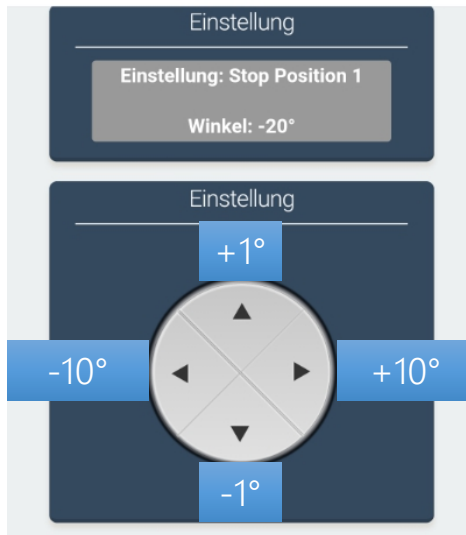 Einstellung
Einstellung: Stop Position 1
Winkel: -20°
Einstellung
+1°
-10°
+10°
-1°